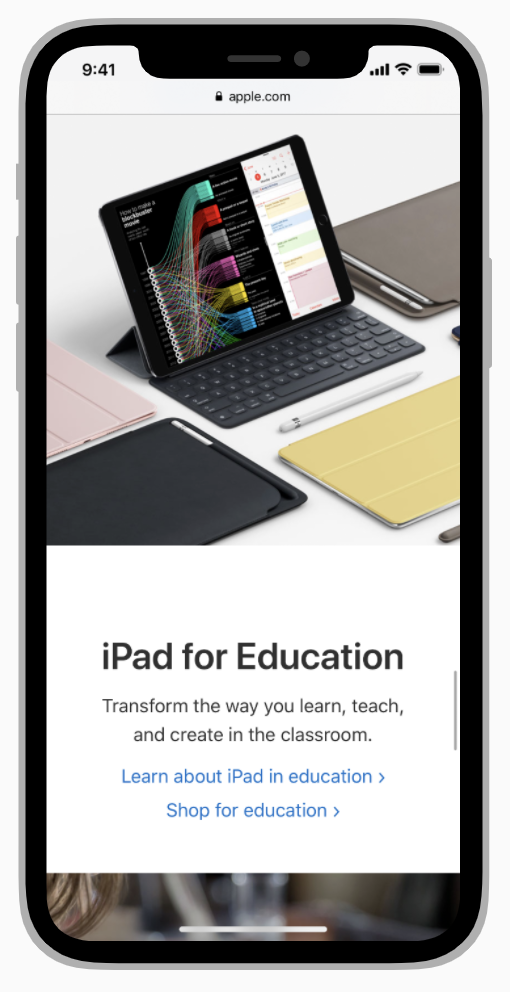 9:41
apple.com
How to make a
blockbuster
movie
iPad for Education
Transform the way you learn, teach,
and create in the classroom.
Learn about iPad in education ›
Shop for education ›